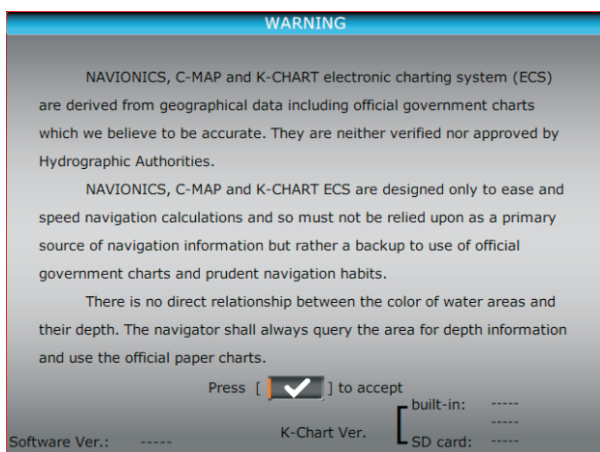 WARNING
NAVIONICS, C-MAP and K-CHART electronic charting system (ECS)
are derived from geographical data including official government charts
which we believe to be accurate. They are neither verified nor approved by
Hydrographic Authorities.
NAVIONICS, C-MAP and K-CHART ECS are designed only to ease and
speed navigation calculations and so must not be relied upon as a primary
source of navigation information but rather a backup to use of official
government charts and prudent navigation habits.
There is no direct relationship between the color of water areas and
their depth. The navigator shall always query the area for depth information
and use the official paper charts.
Press [ ✓ ] to accept
built-in: -----
-----
K-Chart Ver.
SD card: -----
Software Ver.: -----